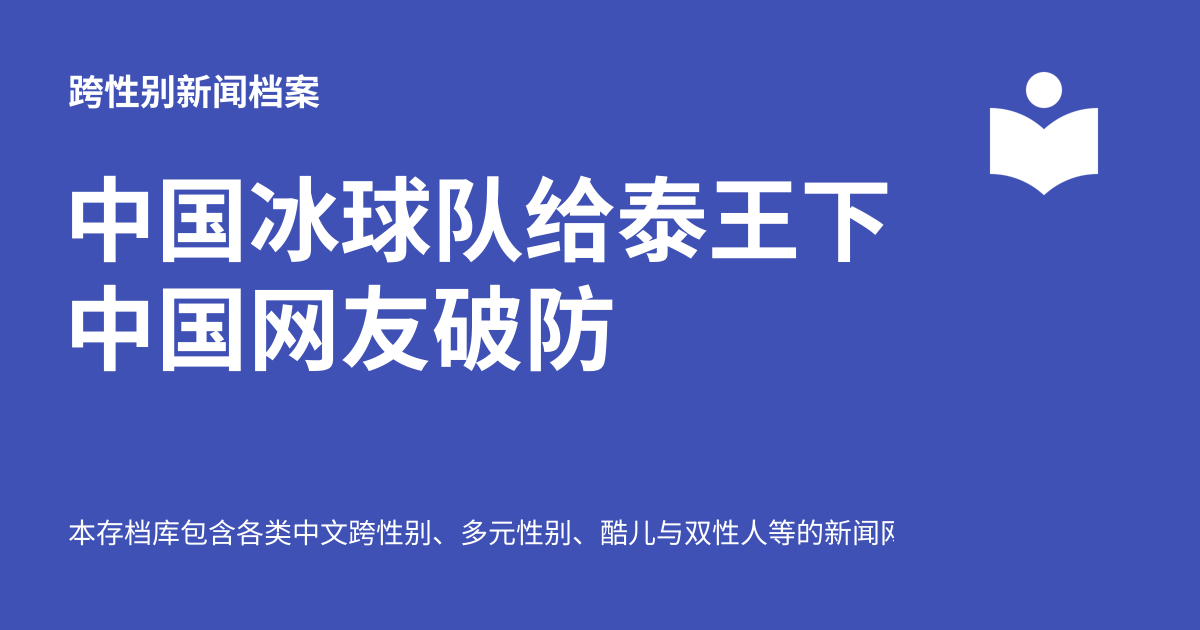 跨性别新闻档案
中国冰球队给泰王下
中国网友破防
本存档库包含各类中文跨性别、多元性别、酷儿与双性人等的新闻网